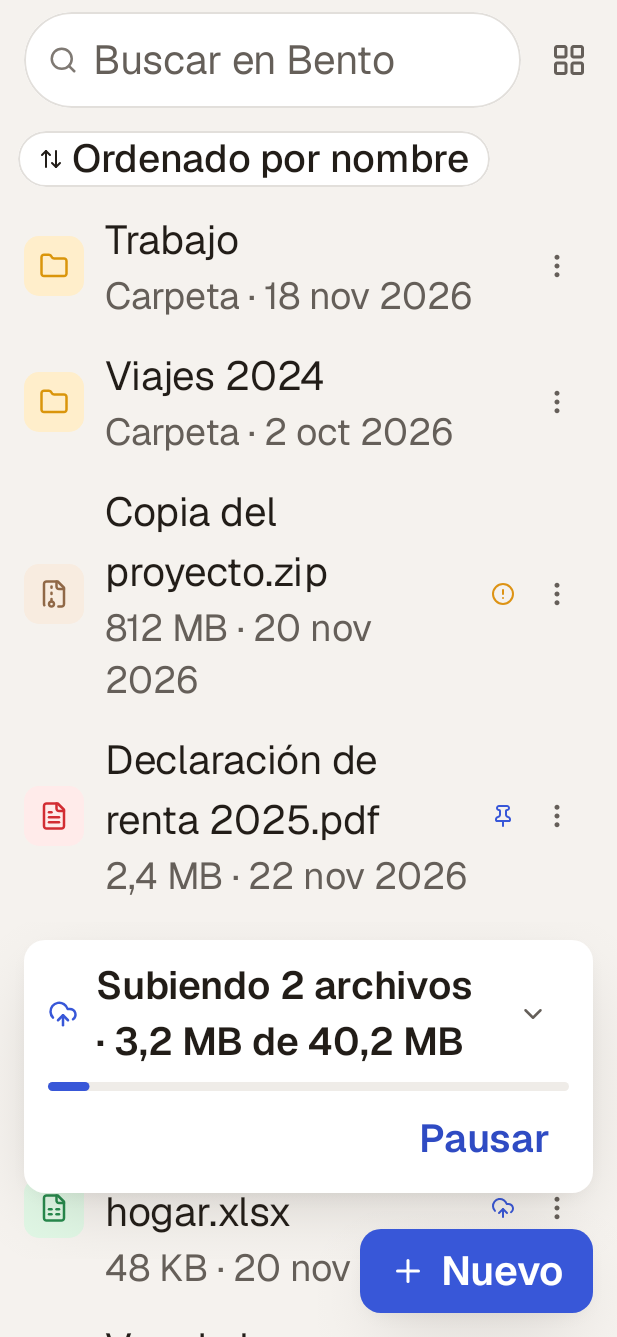 Buscar en Bento
Ordenado por nombre
Trabajo
Carpeta · 18 nov 2026
Viajes 2024
Carpeta · 2 oct 2026
Copia del
proyecto.zip
812 MB · 20 nov
2026
Declaración de
renta 2025.pdf
2,4 MB · 22 nov 2026
Subiendo 2 archivos
· 3,2 MB de 40,2 MB
Pausar
hogar.xlsx
48 KB · 20 nov
Nuevo